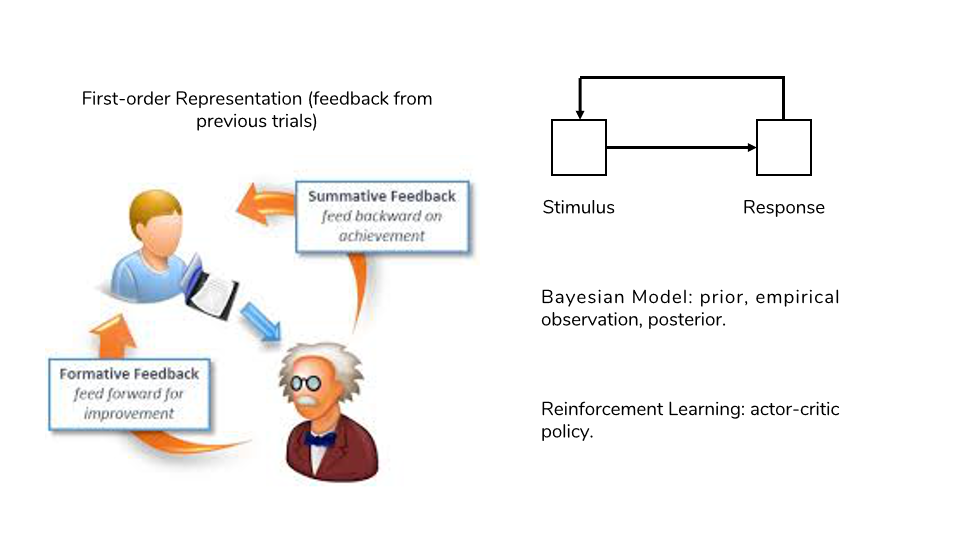 First-order Representation (feedback from
previous trials)
Summative Feedback
feed backward on
achievement
Formative Feedback
feed forward for
improvement
Stimulus
Response
Bayesian Model: prior, empirical
observation, posterior.
Reinforcement Learning: actor-critic
policy.